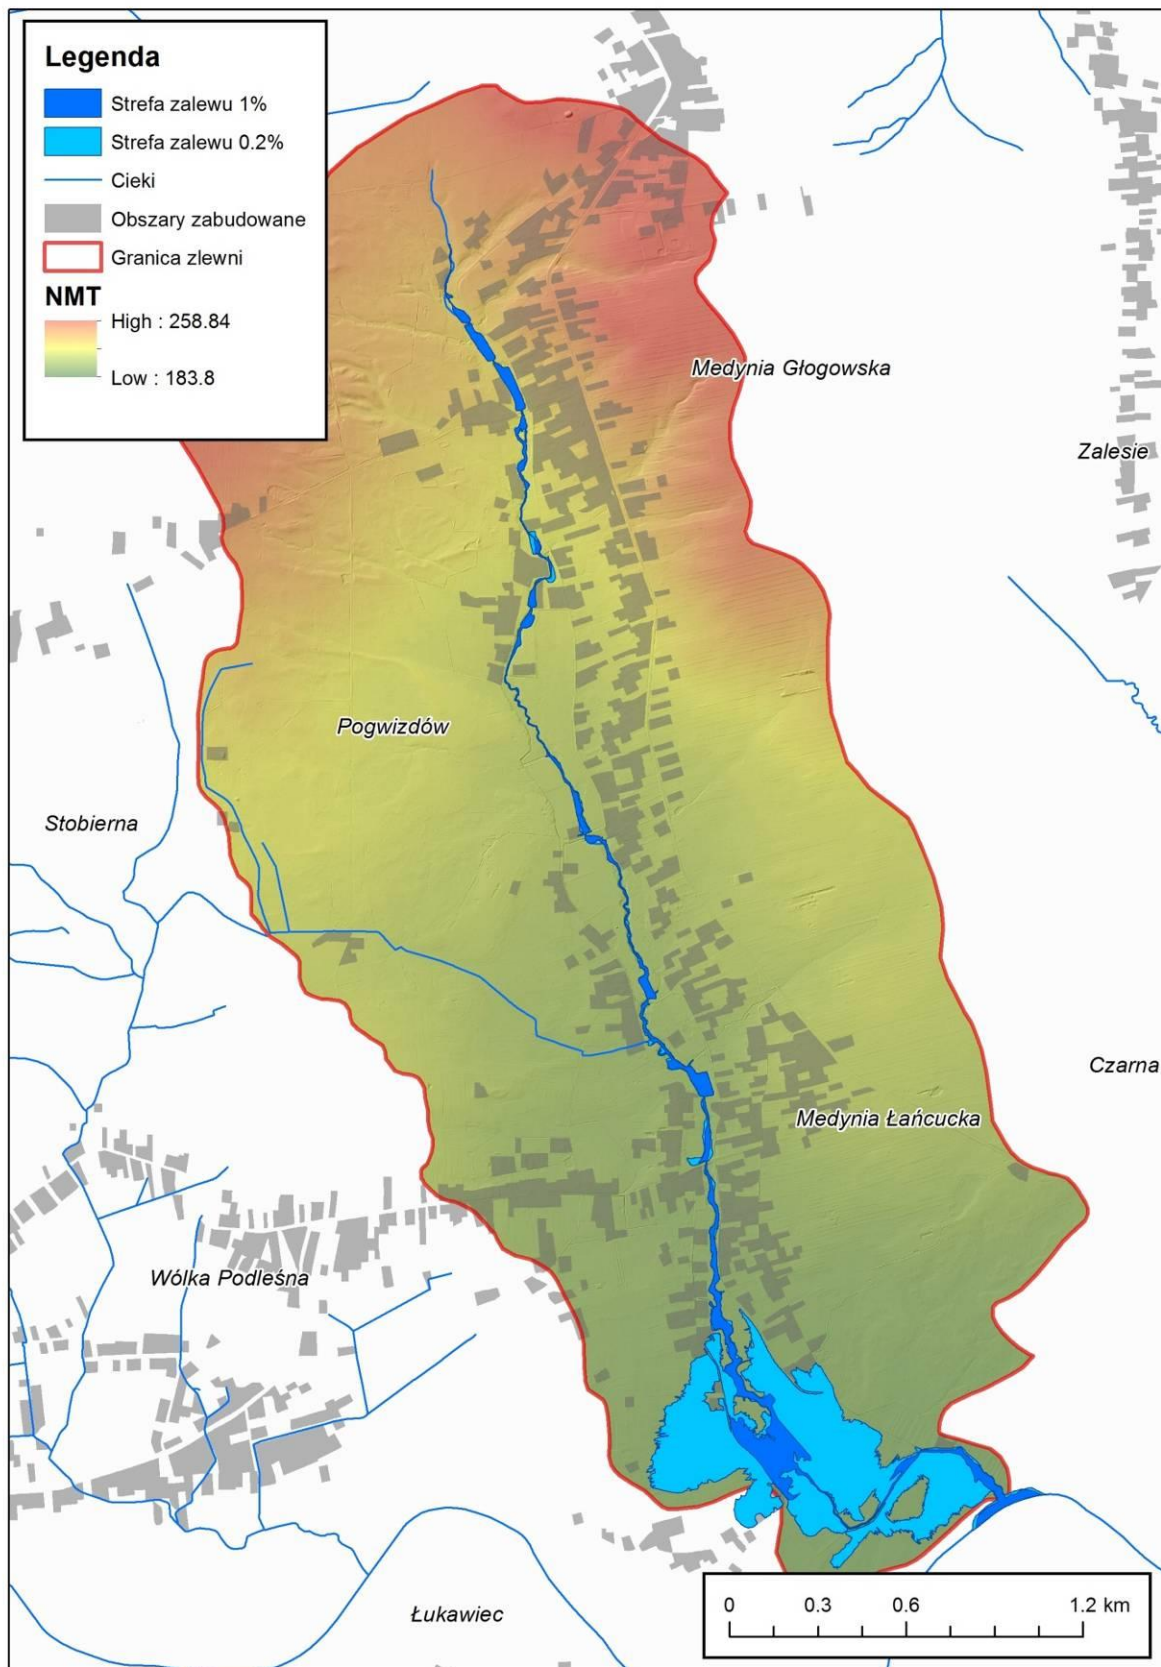 Legenda
Strefa zalewu 1%
Strefa zalewu 0.2%
Cieki
Obszary zabudowane
Granica zlewni
NMT
High : 258.84
Low : 183.8
Medynia Głogowska
Zalesie
Pogwizdów
Stobierna
Czarna
Medynia Łańcucka
Wólka Podleśna
Łukawiec
0 0.3 0.6 1.2 km